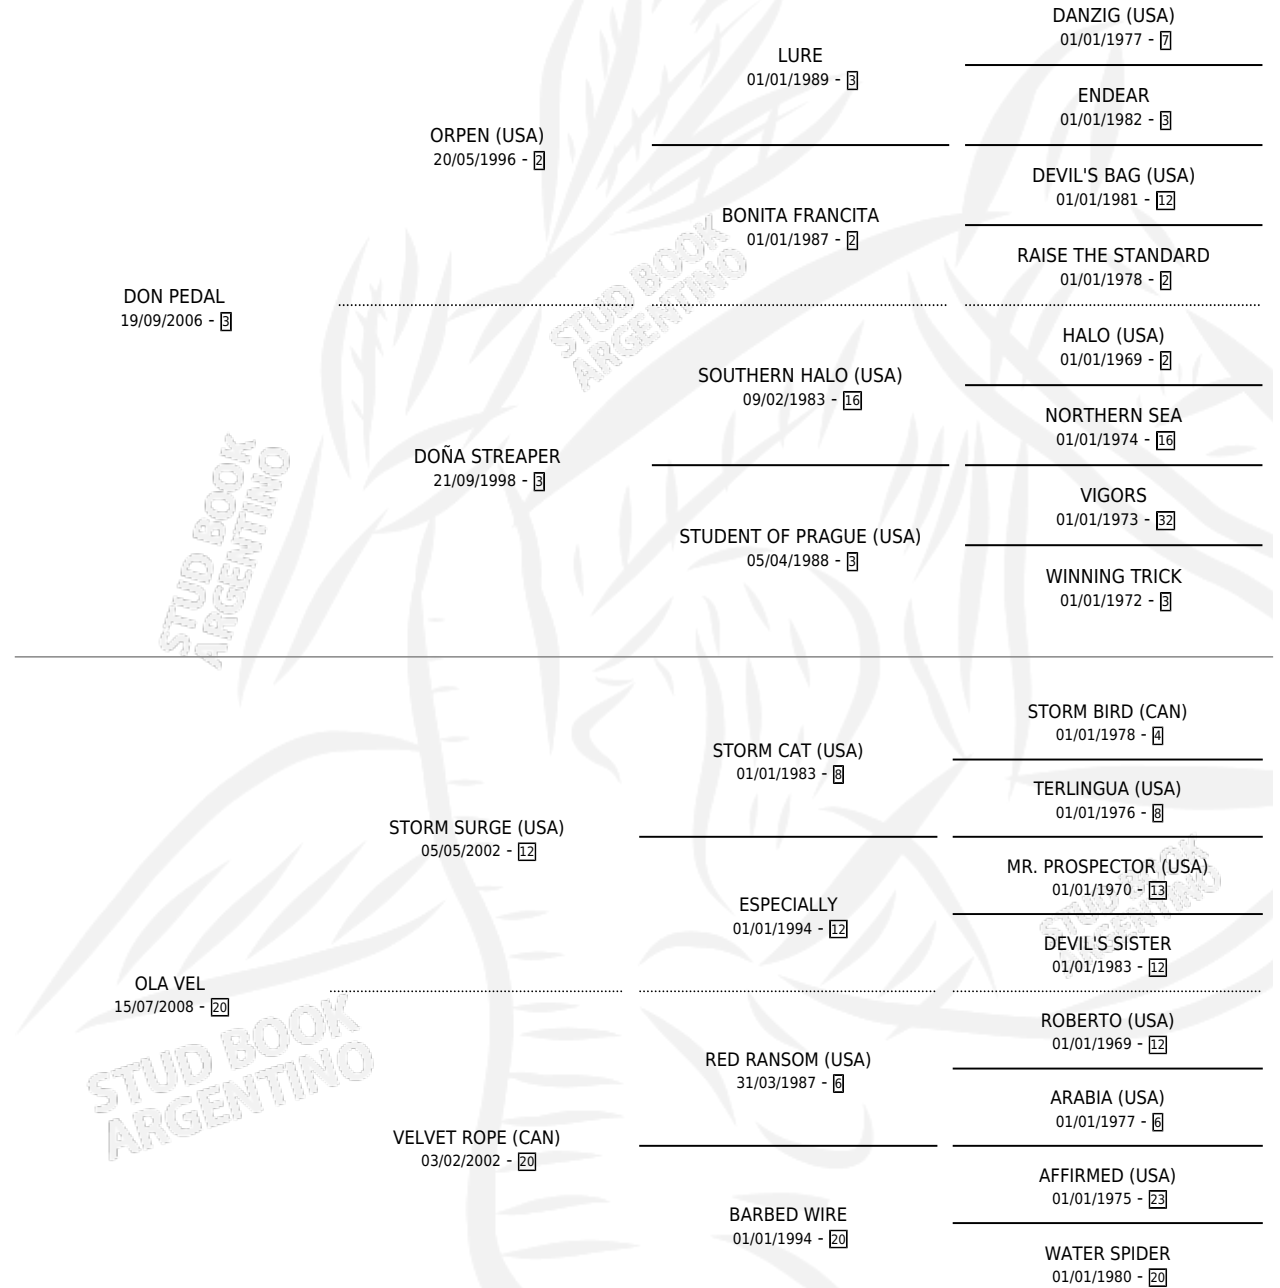 DANZIG (USA)
01/01/1977 - 7
LURE
01/01/1989 - 3
ENDEAR
01/01/1982 - 3
ORPEN (USA)
20/05/1996 - 2
DEVIL'S BAG (USA)
01/01/1981 - 12
BONITA FRANCITA
01/01/1987 - 2
RAISE THE STANDARD
01/01/1978 - 2
DON PEDAL
19/09/2006 - 3
HALO (USA)
01/01/1969 - 2
SOUTHERN HALO (USA)
09/02/1983 - 16
NORTHERN SEA
01/01/1974 - 16
DOÑA STREAPER
21/09/1998 - 3
VIGORS
01/01/1973 - 32
STUDENT OF PRAGUE (USA)
05/04/1988 - 3
WINNING TRICK
01/01/1972 - 3
STORM BIRD (CAN)
01/01/1978 - 4
STORM CAT (USA)
01/01/1983 - 8
TERLINGUA (USA)
01/01/1976 - 8
STORM SURGE (USA)
05/05/2002 - 12
MR. PROSPECTOR (USA)
01/01/1970 - 13
ESPECIALLY
01/01/1994 - 12
DEVIL'S SISTER
01/01/1983 - 12
OLA VEL
15/07/2008 - 20
ROBERTO (USA)
01/01/1969 - 12
RED RANSOM (USA)
31/03/1987 - 6
ARABIA (USA)
01/01/1977 - 6
VELVET ROPE (CAN)
03/02/2002 - 20
AFFIRMED (USA)
01/01/1975 - 23
BARBED WIRE
01/01/1994 - 20
WATER SPIDER
01/01/1980 - 20
STUD BOOK
ARGENTINO
STUD BOOK
ARGENTINO
STUD BOOK
ARGENTINO
STUD BOOK
ARGENTINO